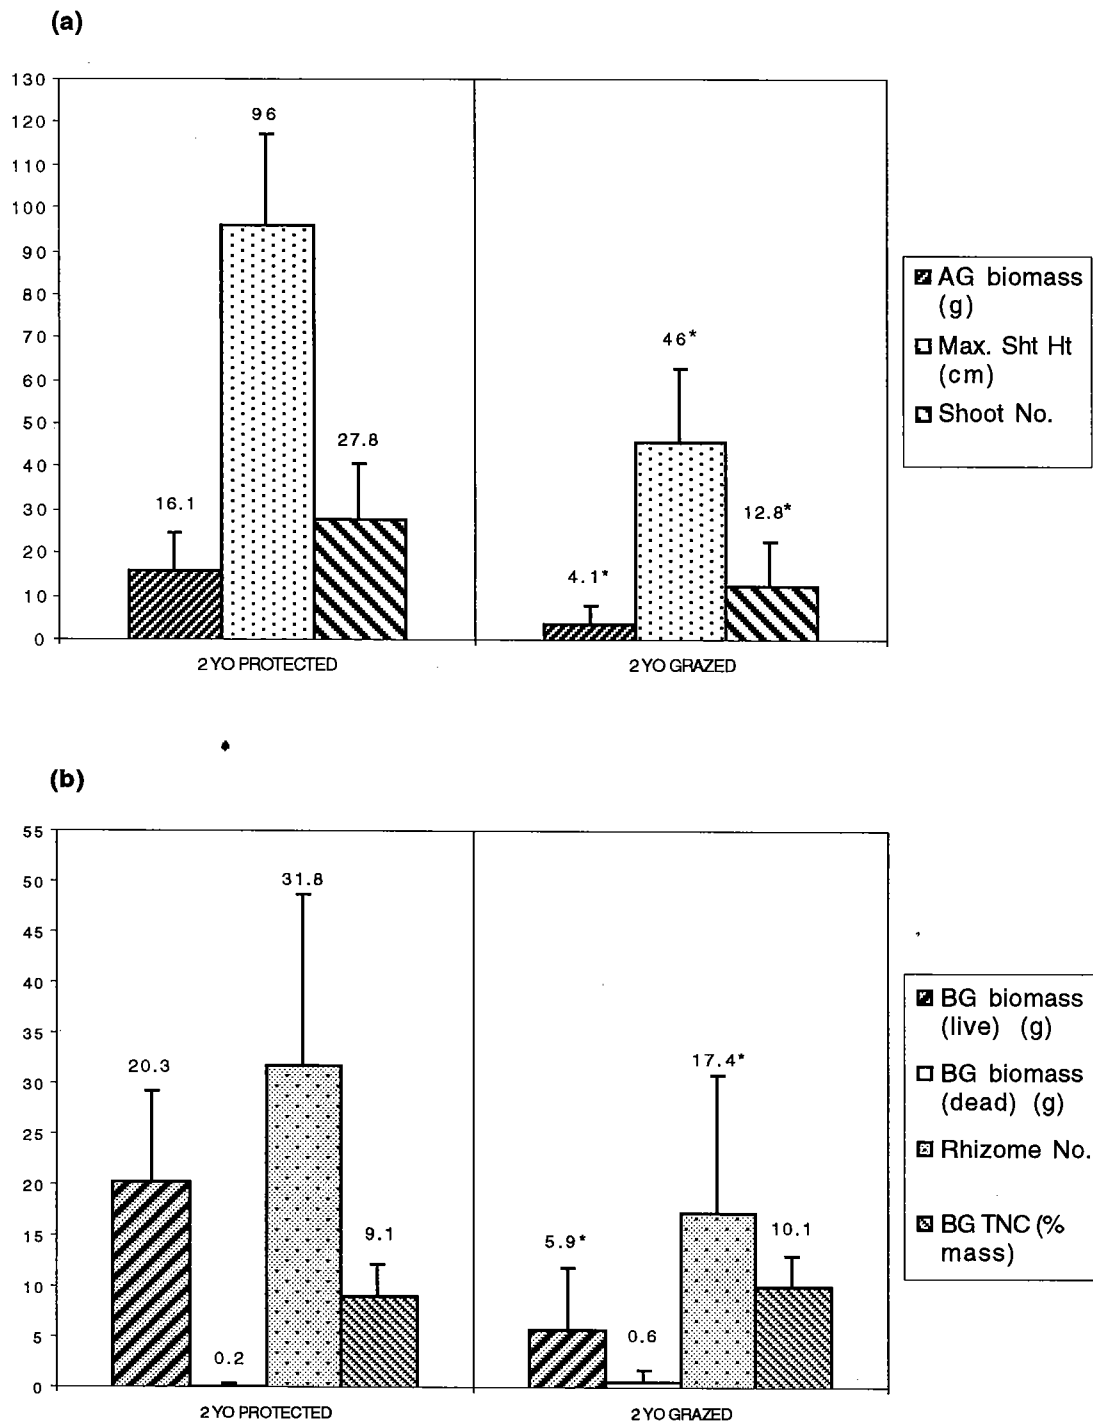 (a)
130
120
110
100
90
80
70
60
50
40
30
20
10
0
96
16.1
27.8
46*
4.1*
12.8*
2 YO PROTECTED
2 YO GRAZED
AG biomass
(g)
Max. Sht Ht
(cm)
Shoot No.
(b)
55
50
45
40
35
30
25
20
15
10
5
0
20.3
0.2
31.8
9.1
5.9*
0.6
17.4*
10.1
2 YO PROTECTED
2 YO GRAZED
BG biomass
(live) (g)
BG biomass
(dead) (g)
Rhizome No.
BG TNC (%
mass)